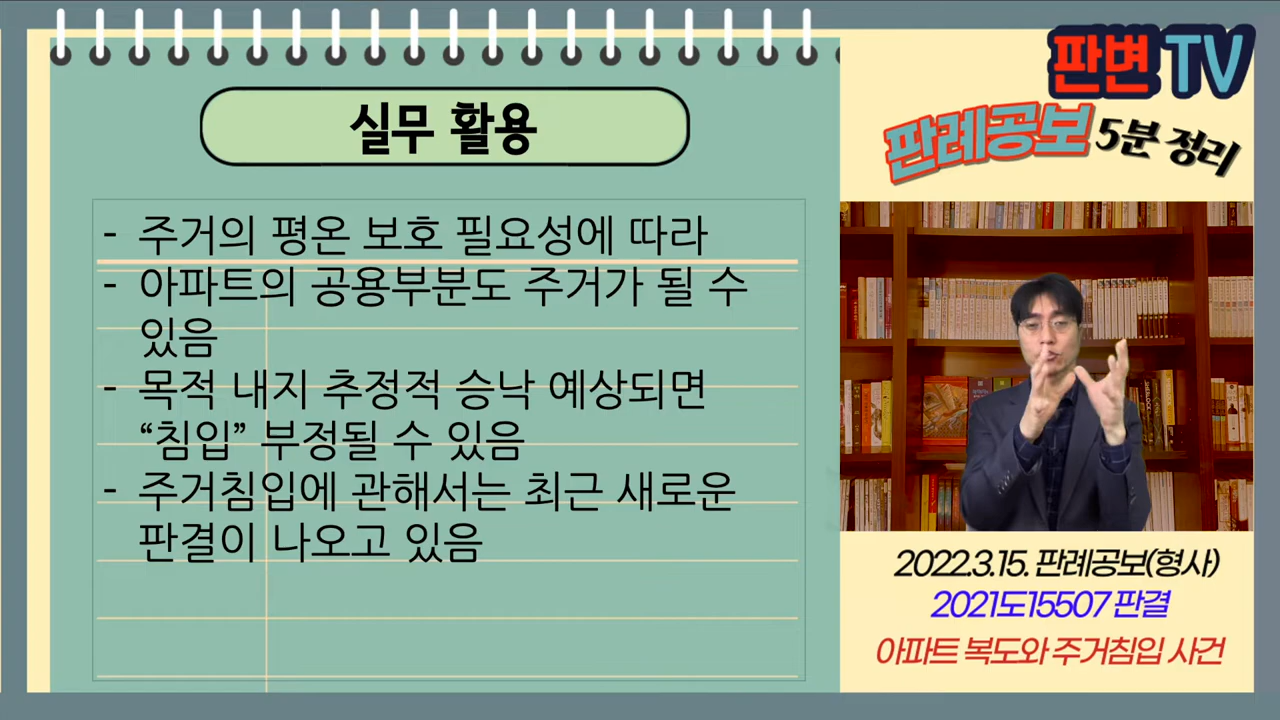 실무 활용
- 주거의 평온 보호 필요성에 따라
- 아파트의 공용부분도 주거가 될 수
있음
- 목적 내지 추정적 승낙 예상되면
“침입” 부정될 수 있음
- 주거침입에 관해서는 최근 새로운
판결이 나오고 있음
판변 TV
판례공보 5분 정리
2022.3.15. 판례공보(형사)
2021도15507 판결
아파트 복도와 주거침입 사건